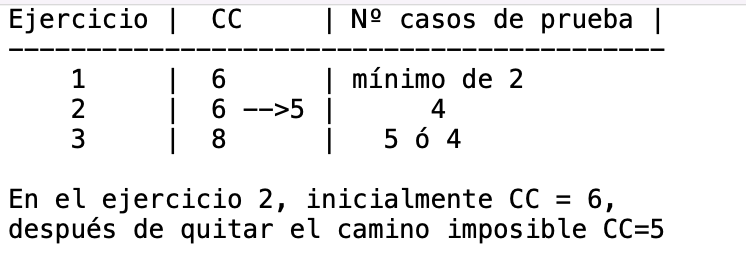 Ejercicio |  CC     | Nº casos de prueba |
------------------------------------------
    1     |  6      | mínimo de 2
    2     |  6 -->5 |      4
    3     |  8      |   5 ó 4
En el ejercicio 2, inicialmente CC = 6,
después de quitar el camino imposible CC=5